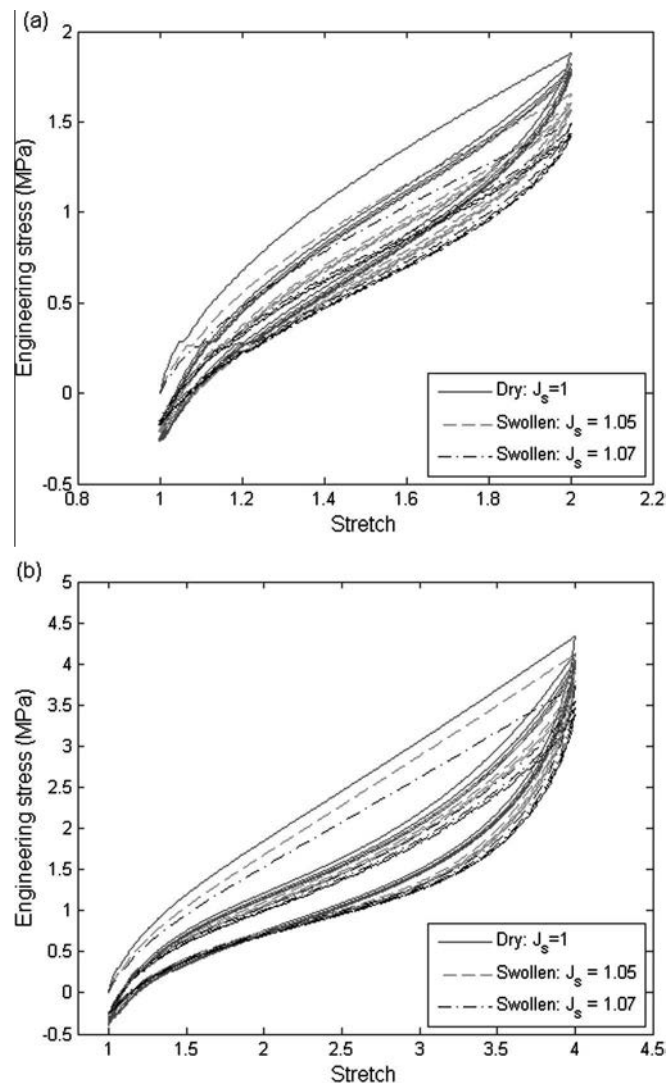 (a)
2
1.5
1
0.5
0
-0.5
Engineering stress (MPa)
0.8 1 1.2 1.4 1.6 1.8 2 2.2
Stretch
Dry: J_s=1
Swollen: J_s = 1.05
Swollen: J_s = 1.07
(b)
5
4.5
4
3.5
3
2.5
2
1.5
1
0.5
0
-0.5
Engineering stress (MPa)
1 1.5 2 2.5 3 3.5 4 4.5
Stretch
Dry: J_s=1
Swollen: J_s = 1.05
Swollen: J_s = 1.07